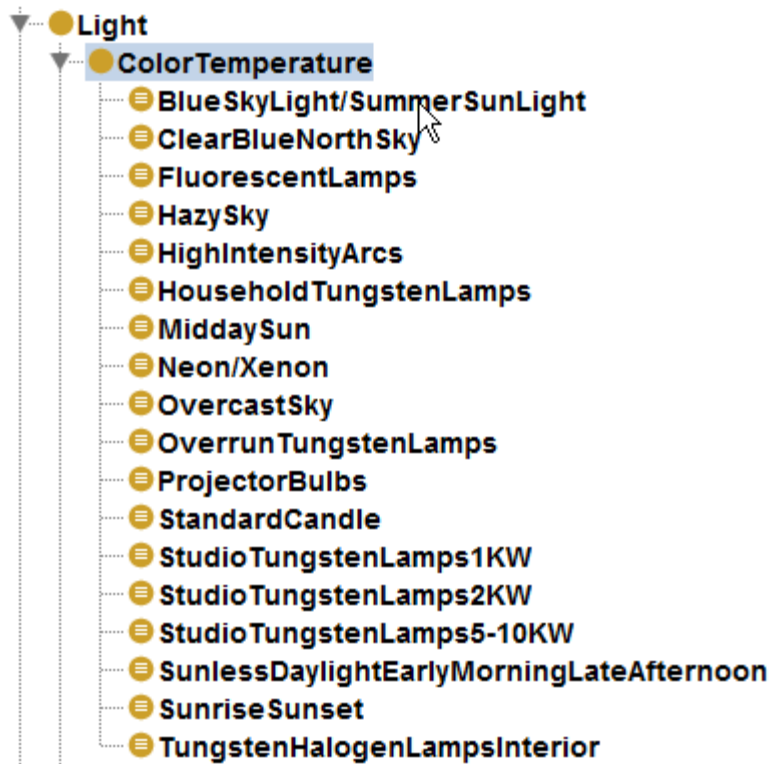 Light
ColorTemperature
BlueSkyLight/SummerSunLight
ClearBlueNorthSky
FluorescentLamps
HazySky
HighIntensityArcs
HouseholdTungstenLamps
MiddaySun
Neon/Xenon
OvercastSky
OverrunTungstenLamps
ProjectorBulbs
StandardCandle
StudioTungstenLamps1KW
StudioTungstenLamps2KW
StudioTungstenLamps5-10KW
SunlessDaylightEarlyMorningLateAfternoon
SunriseSunset
TungstenHalogenLampsInterior